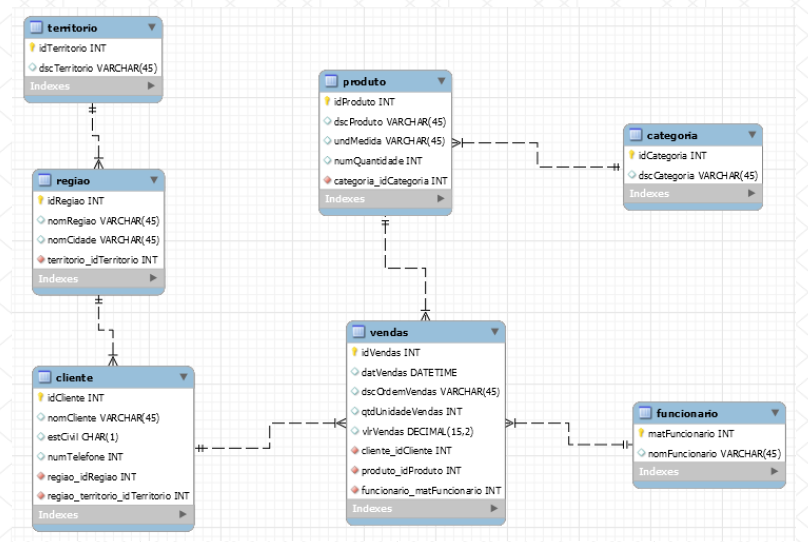 territorio
idTerritorio INT
dscTerritorio VARCHAR(45)
Indexes
regiao
idRegiao INT
nomRegiao VARCHAR(45)
nomCidade VARCHAR(45)
territorio_idTerritorio INT
Indexes
cliente
idCliente INT
nomCliente VARCHAR(45)
estCivil CHAR(1)
numTelefone INT
regiao_idRegiao INT
regiao_territorio_idTerritorio INT
Indexes
produto
idProduto INT
dscProduto VARCHAR(45)
undMedida VARCHAR(45)
numQuantidade INT
categoria_idCategoria INT
Indexes
vendas
idVendas INT
datVendas DATETIME
dscOrdemVendas VARCHAR(45)
qtdUnidadeVendas INT
vlrVendas DECIMAL(15,2)
cliente_idCliente INT
produto_idProduto INT
funcionario_matFuncionario INT
Indexes
categoria
idCategoria INT
dscCategoria VARCHAR(45)
Indexes
funcionario
matFuncionario INT
nomFuncionario VARCHAR(45)
Indexes